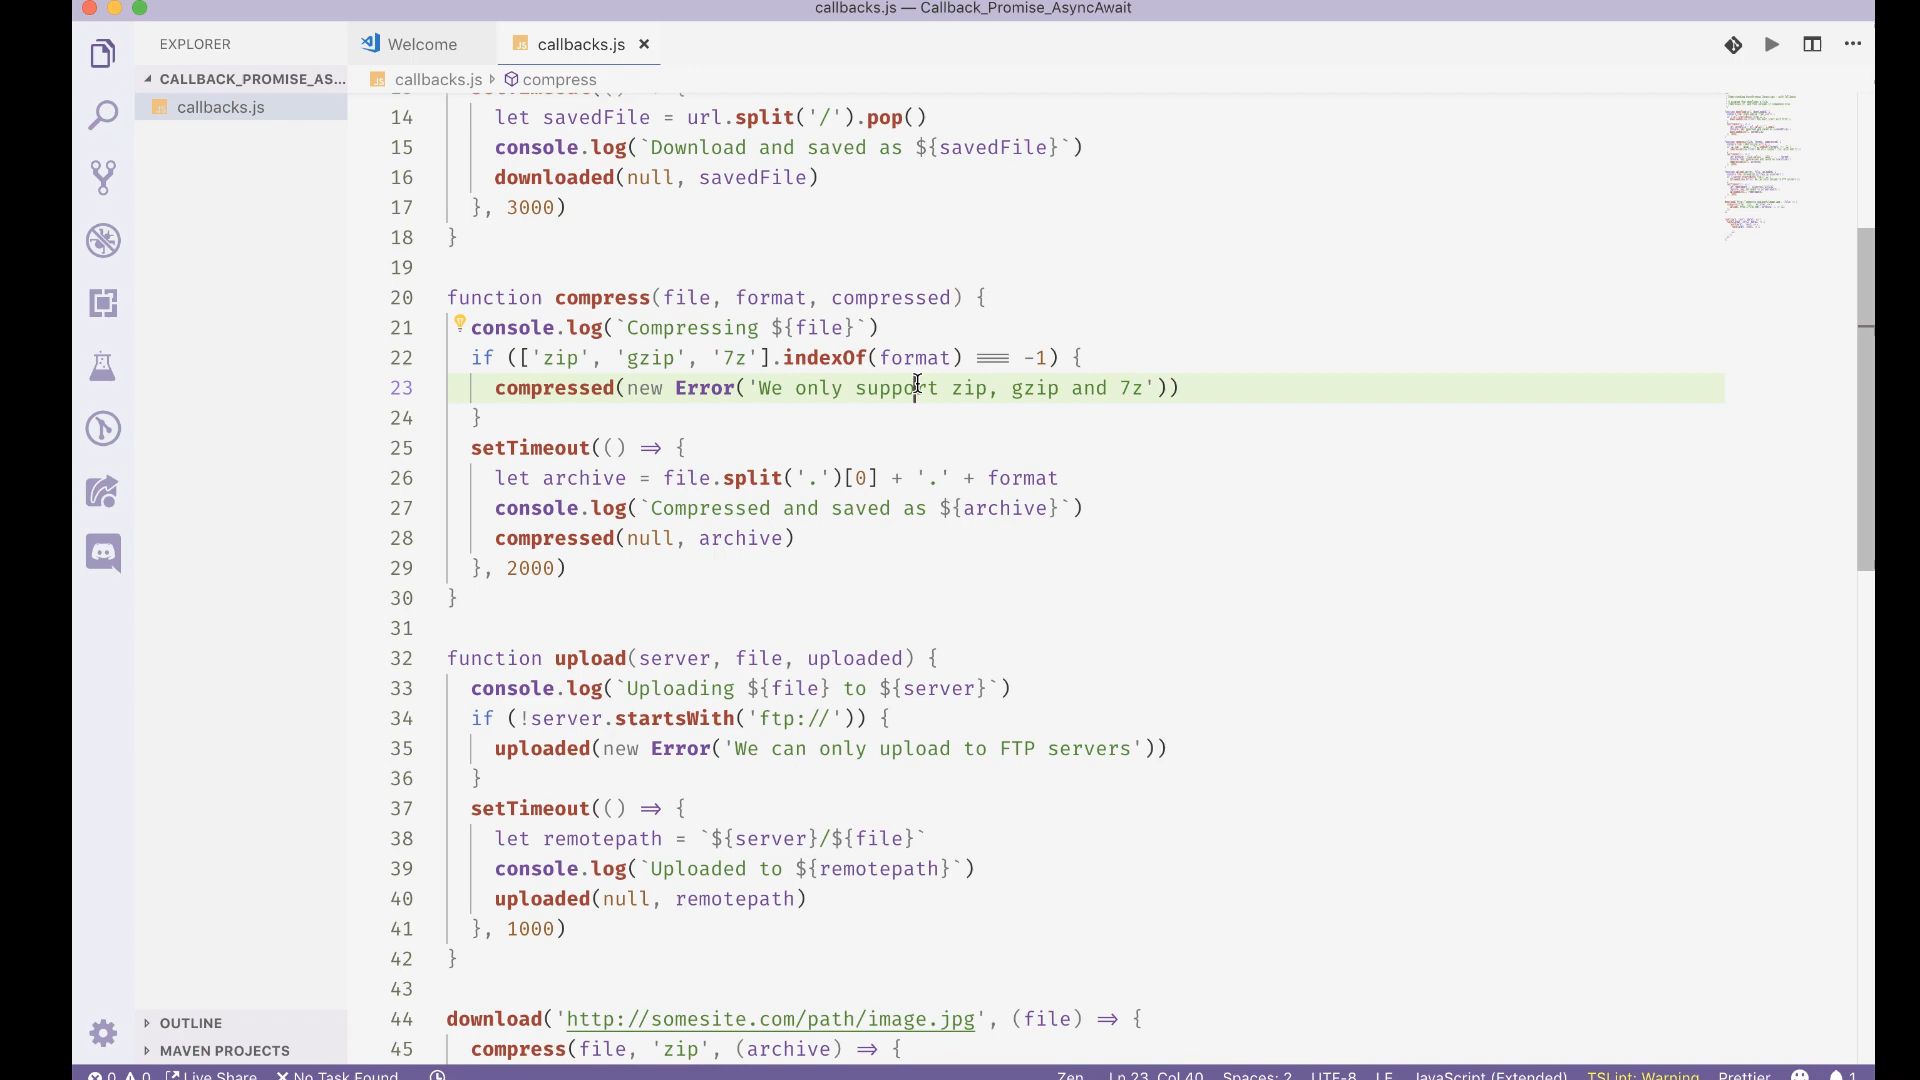 callbacks.js — Callback_Promise_AsyncAwait
EXPLORER
Welcome
callbacks.js
CALLBACK_PROMISE_AS...
callbacks.js
callbacks.js
compress
14 let savedFile = url.split('/').pop()
15 console.log(`Download and saved as ${savedFile}`)
16 downloaded(null, savedFile)
17 }, 3000)
18 }
19
20 function compress(file, format, compressed) {
21 console.log(`Compressing ${file}`)
22 if (['zip', 'gzip', '7z'].indexOf(format) === -1) {
23 compressed(new Error('We only support zip, gzip and 7z'))
24 }
25 setTimeout(() => {
26 let archive = file.split('.')[0] + '.' + format
27 console.log(`Compressed and saved as ${archive}`)
28 compressed(null, archive)
29 }, 2000)
30 }
31
32 function upload(server, file, uploaded) {
33 console.log(`Uploading ${file} to ${server}`)
34 if (!server.startsWith('ftp://')) {
35 uploaded(new Error('We can only upload to FTP servers'))
36 }
37 setTimeout(() => {
38 let remotepath = `${server}/${file}`
39 console.log(`Uploaded to ${remotepath}`)
40 uploaded(null, remotepath)
41 }, 1000)
42 }
43
44 download('http://somesite.com/path/image.jpg', (file) => {
45 compress(file, 'zip', (archive) => {
OUTLINE
MAVEN PROJECTS
0 0 Live Share No Task Found Zen Ln 23, Col 40 Spaces: 2 UTF-8 LF JavaScript (Extended) TSLint: Warning Prettier 1